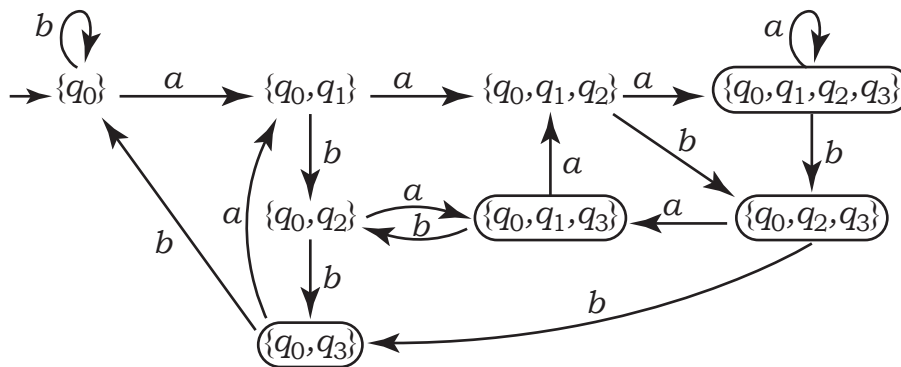 b a
{q0} a {q0,q1} a {q0,q1,q2} a {q0,q1,q2,q3}
b b b
a a
a {q0,q2} b {q0,q1,q3} a {q0,q2,q3}
b b b
{q0,q3}